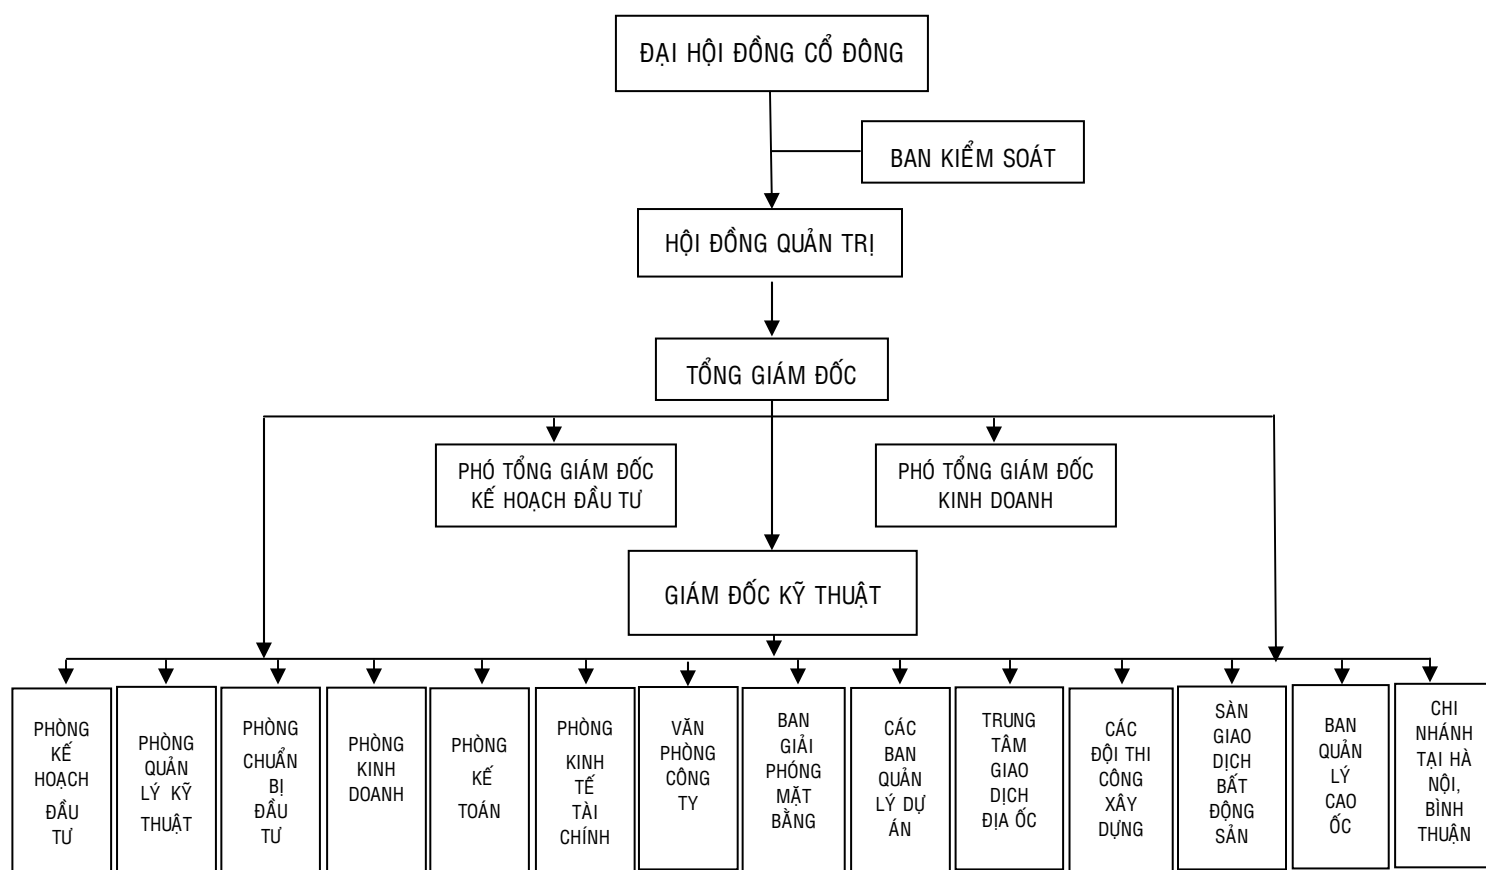 ĐẠI HỘI ĐỒNG CỔ ĐÔNG
BAN KIỂM SOÁT
HỘI ĐỒNG QUẢN TRỊ
TỔNG GIÁM ĐỐC
PHÓ TỔNG GIÁM ĐỐC
KẾ HOẠCH ĐẦU TƯ
PHÓ TỔNG GIÁM ĐỐC
KINH DOANH
GIÁM ĐỐC KỸ THUẬT
PHÒNG
KẾ
HOẠCH
ĐẦU
TƯ
PHÒNG
QUẢN
LÝ KỸ
THUẬT
PHÒNG
CHUẨN
BỊ
ĐẦU
TƯ
PHÒNG
KINH
DOANH
PHÒNG
KẾ
TOÁN
PHÒNG
KINH
TẾ
TÀI
CHÍNH
VĂN
PHÒNG
CÔNG
TY
BAN
GIẢI
PHÓNG
MẶT
BẰNG
CÁC
BAN
QUẢN
LÝ DỰ
ÁN
TRUNG
TÂM
GIAO
DỊCH
ĐỊA ỐC
CÁC
ĐỘI THI
CÔNG
XÂY
DỰNG
SÀN
GIAO
DỊCH
BẤT
ĐỘNG
SẢN
BAN
QUẢN
LÝ
CAO
ỐC
CHI
NHÁNH
TẠI HÀ
NỘI,
BÌNH
THUẬN